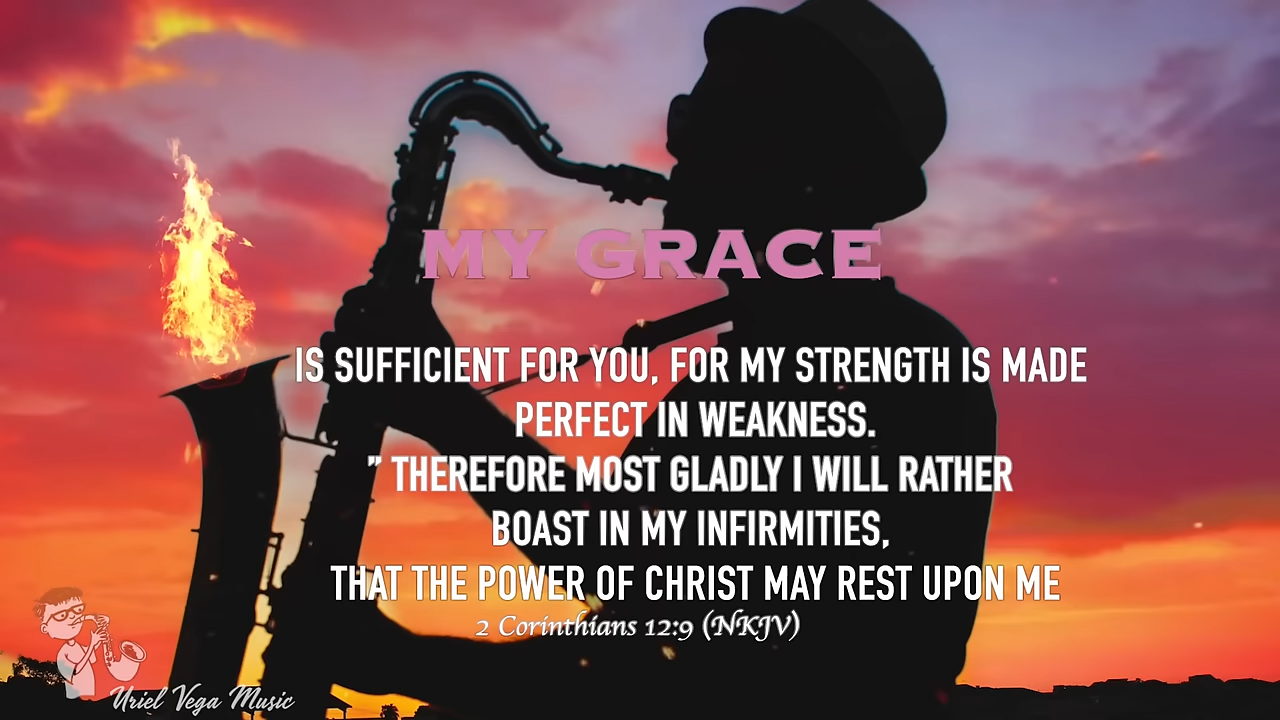 MY GRACE
IS SUFFICIENT FOR YOU, FOR MY STRENGTH IS MADE
PERFECT IN WEAKNESS.
” THEREFORE MOST GLADLY I WILL RATHER
BOAST IN MY INFIRMITIES,
THAT THE POWER OF CHRIST MAY REST UPON ME
2 Corinthians 12:9 (NKJV)
Uriel Vega Music